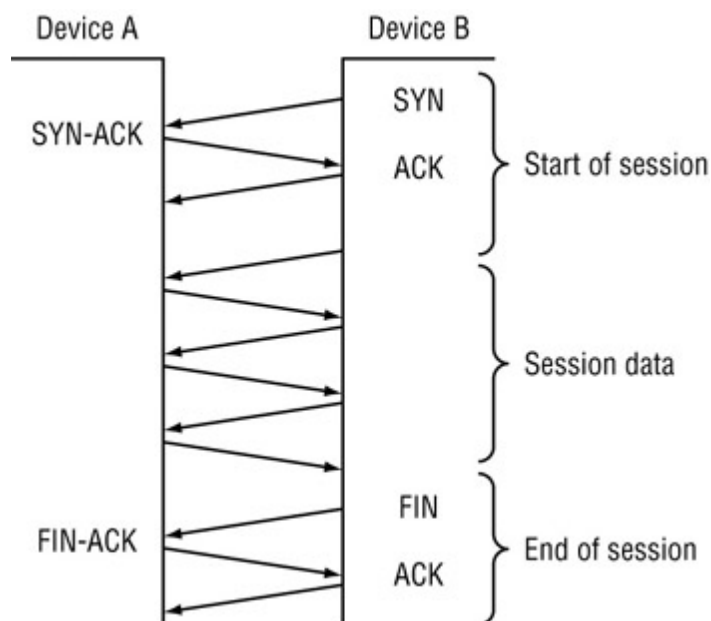 Device A
Device B
SYN
SYN-ACK
ACK
Start of session
Session data
FIN
FIN-ACK
ACK
End of session